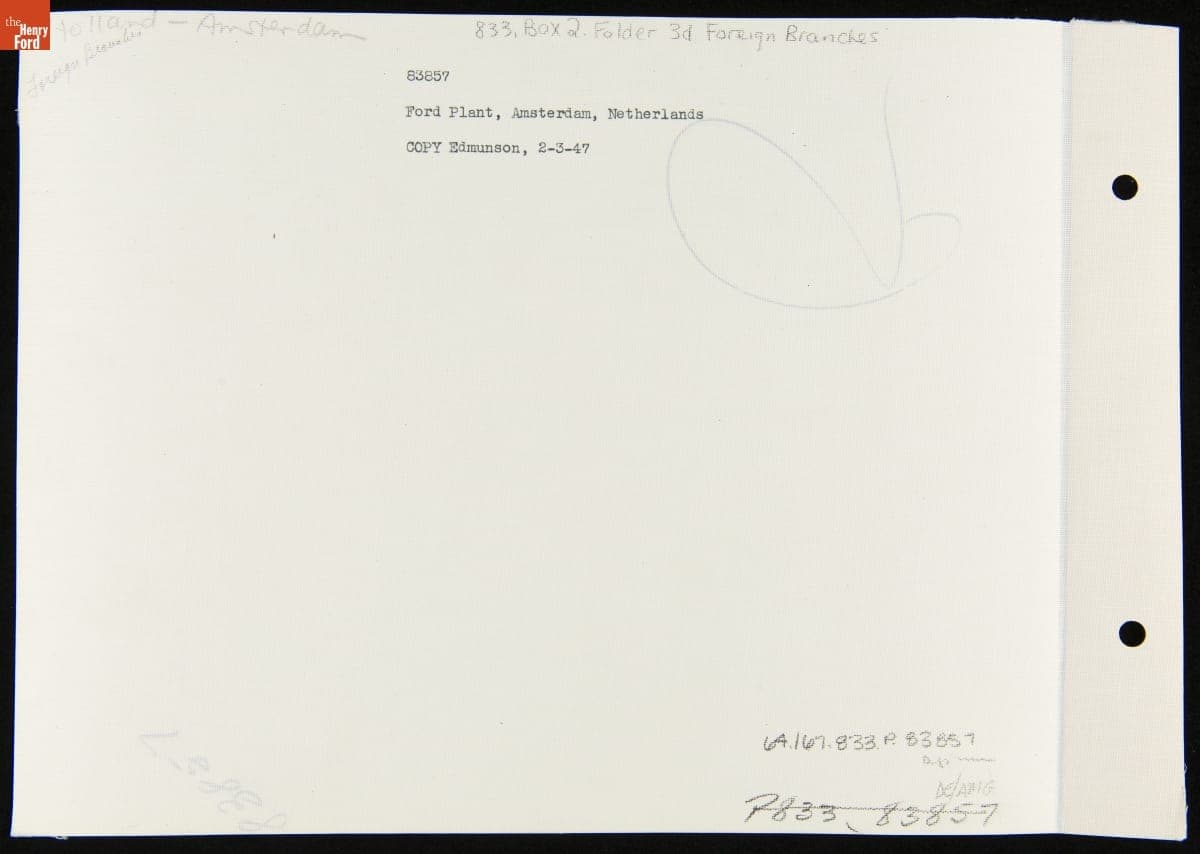 the
Henry
Ford
Holland - Amsterdam
Foreign Branches
833, Box 2. Folder 3d Foreign Branches
83857
Ford Plant, Amsterdam, Netherlands
COPY Edmunson, 2-3-47
64.167.833.P.83857
P833 83857